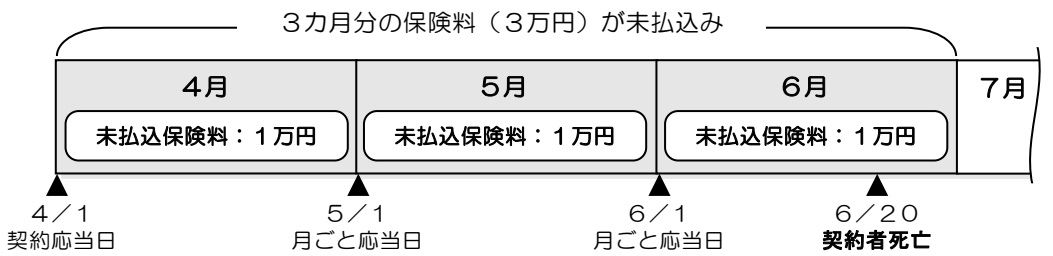 ３カ月分の保険料（３万円）が未払込み
４月
５月
６月
７月
未払込保険料：１万円
未払込保険料：１万円
未払込保険料：１万円
４／１
５／１
６／１
６／２０
契約応当日
月ごと応当日
月ごと応当日
契約者死亡